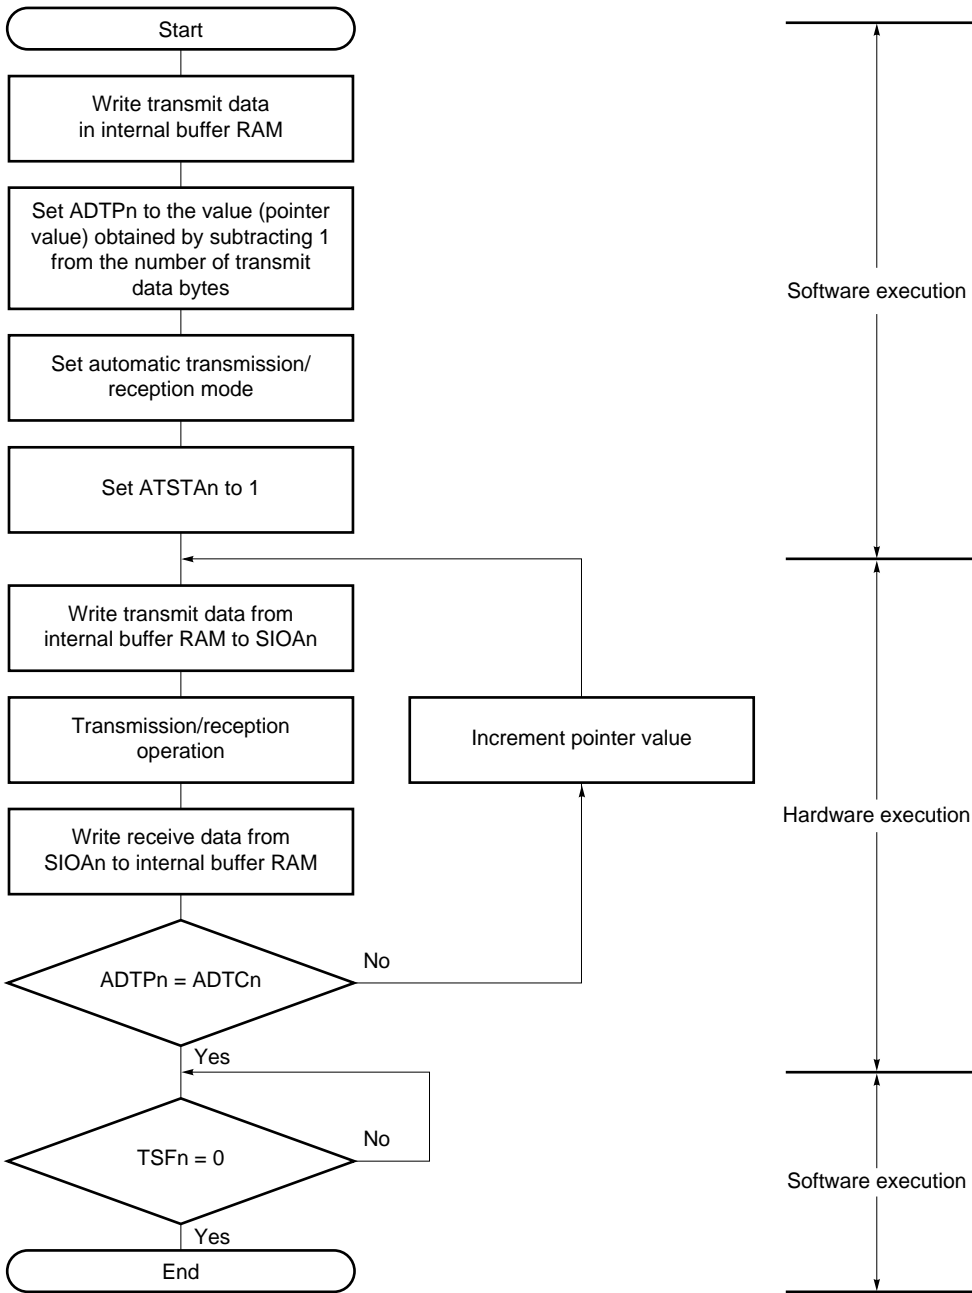 Start
Write transmit data
in internal buffer RAM
Set ADTPn to the value (pointer
value) obtained by subtracting 1
from the number of transmit
data bytes
Software execution
Set automatic transmission/
reception mode
Set ATSTAn to 1
Write transmit data from
internal buffer RAM to SIOAn
Transmission/reception
operation
Increment pointer value
Write receive data from
SIOAn to internal buffer RAM
Hardware execution
ADTPn = ADTCn
No
Yes
TSFn = 0
No
Software execution
Yes
End